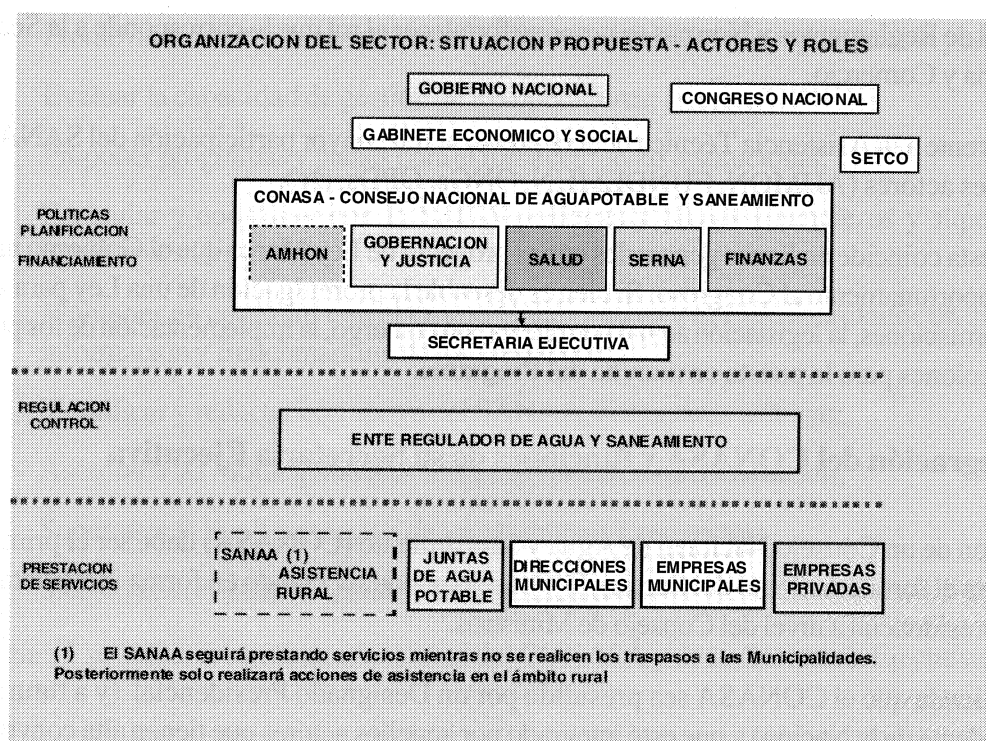 ORGANIZACION DEL SECTOR: SITUACION PROPUESTA - ACTORES Y ROLES
GOBIERNO NACIONAL
CONGRESO NACIONAL
GABINETE ECONOMICO Y SOCIAL
SETCO
CONASA - CONSEJO NACIONAL DE AGUAPOTABLE Y SANEAMIENTO
POLITICAS
PLANIFICACION
FINANCIAMIENTO
AMHON
GOBERNACION
Y JUSTICIA
SALUD
SERNA
FINANZAS
SECRETARIA EJECUTIVA
REGULACION
CONTROL
ENTE REGULADOR DE AGUA Y SANEAMIENTO
PRESTACION
DE SERVICIOS
SANAA (1)
ASISTENCIA
RURAL
JUNTAS
DE AGUA
POTABLE
DIRECCIONES
MUNICIPALES
EMPRESAS
MUNICIPALES
EMPRESAS
PRIVADAS
(1) El SANAA seguirá prestando servicios mientras no se realicen los traspasos a las Municipalidades.
Posteriormente solo realizará acciones de asistencia en el ámbito rural